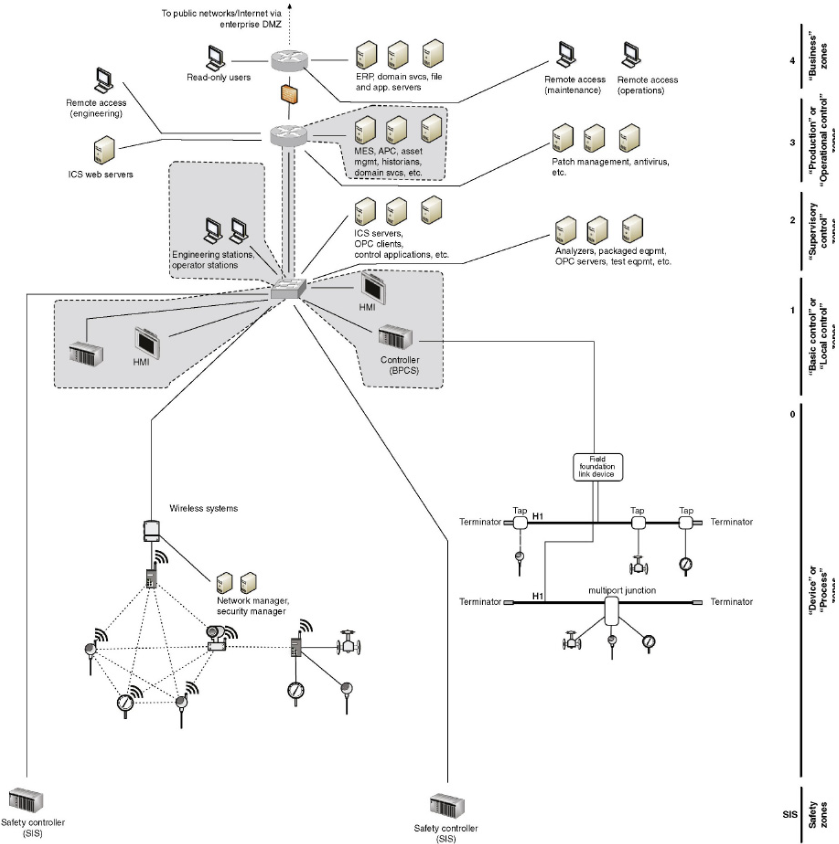 To public networks/Internet via
enterprise DMZ
Read-only users
ERP, domain svcs, file
and app. servers
Remote access
(maintenance)
Remote access
(operations)
4
"Business"
zones
Remote access
(engineering)
ICS web servers
MES, APC, asset
mgmt, historians,
domain svcs, etc.
Patch management, antivirus,
etc.
3
"Production" or
"Operational control"
zones
Engineering stations,
operator stations
ICS servers,
OPC clients,
control applications, etc.
Analyzers, packaged eqpmt,
OPC servers, test eqpmt, etc.
2
"Supervisory
control"
zones
HMI
HMI
Controller
(BPCS)
1
"Basic control" or
"Local control"
zones
0
Field
foundation
link device
Wireless systems
Terminator
Tap
H1
Tap
Tap
Terminator
Network manager,
security manager
Terminator
H1
multiport junction
Terminator
"Device" or
"Process"
zones
Safety controller
(SIS)
Safety controller
(SIS)
SIS
Safety
zones